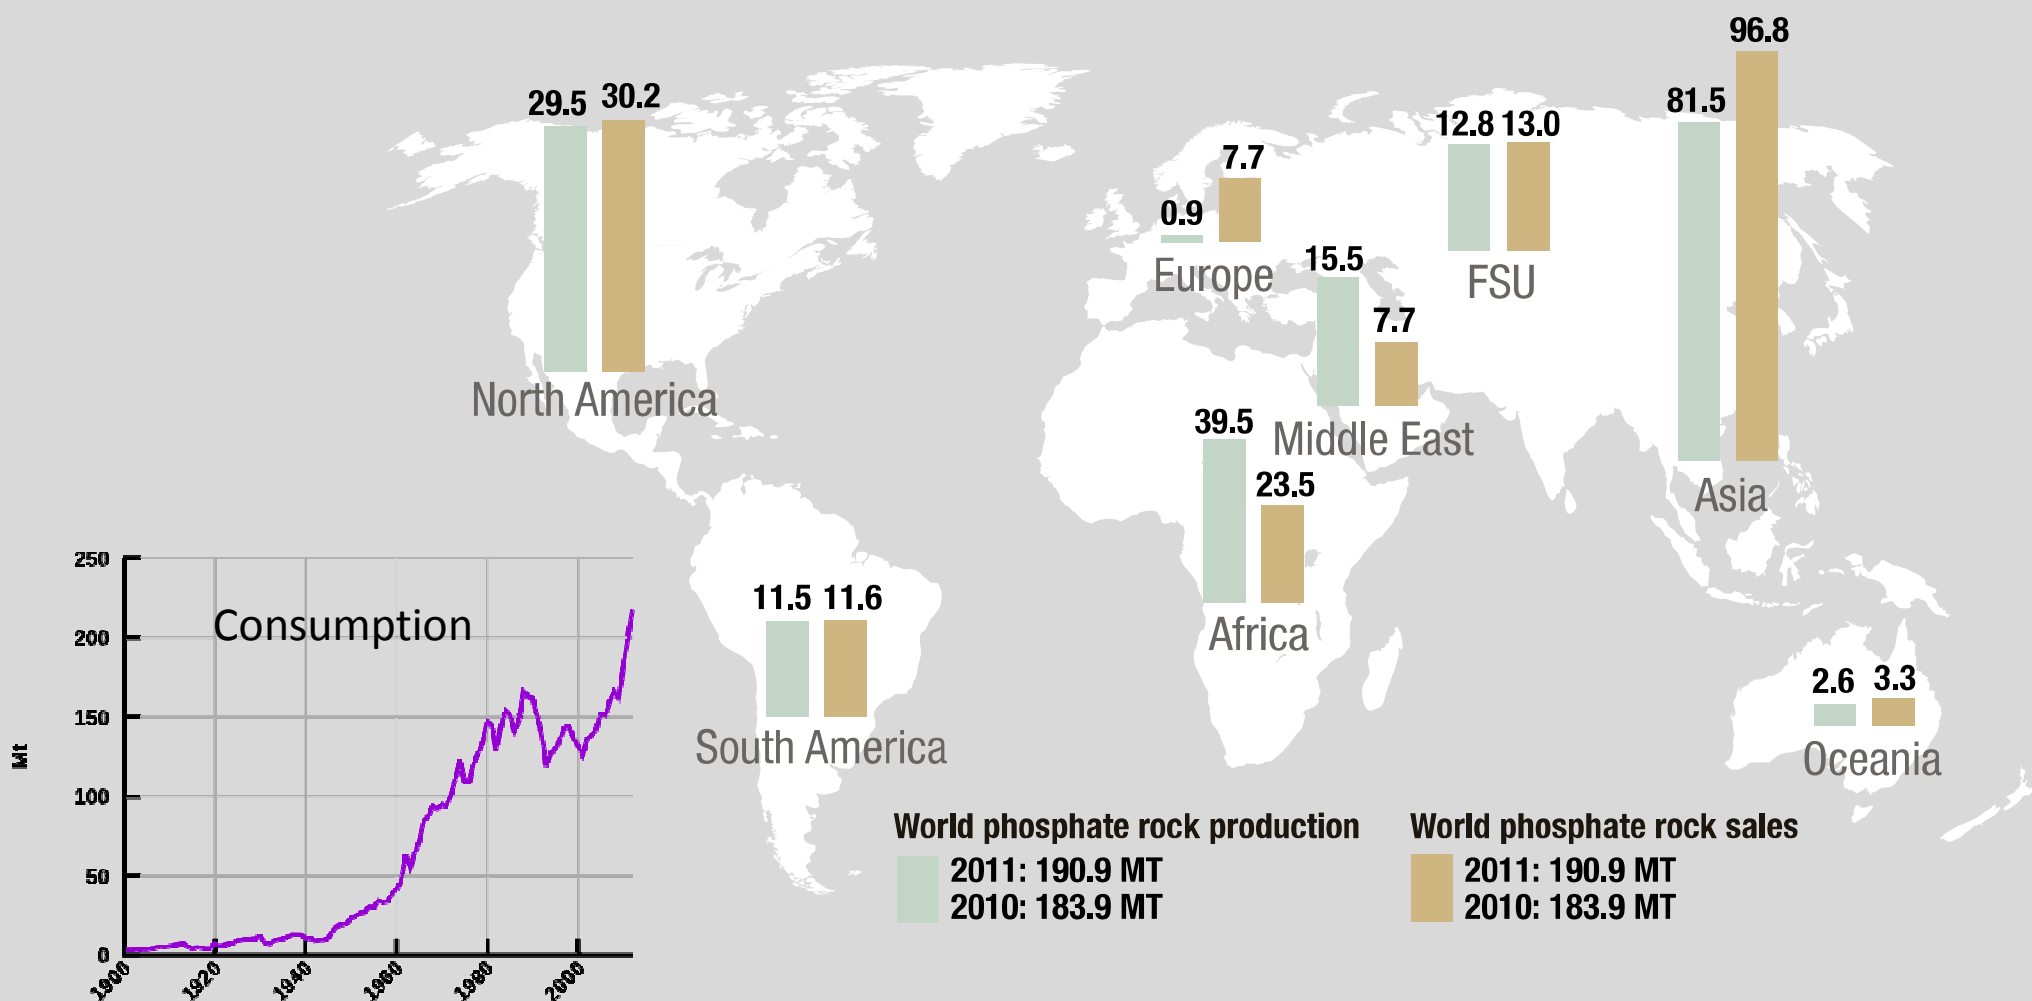 96.8
81.5
29.5 30.2
12.8 13.0
7.7
0.9
Europe
FSU
15.5
7.7
North America
39.5
Middle East
23.5
Asia
11.5 11.6
Africa
2.6 3.3
South America
Oceania
Consumption
250
200
150
100
50
0
Mt
1900 1920 1940 1960 1980 2000
World phosphate rock production
2011: 190.9 MT
2010: 183.9 MT
World phosphate rock sales
2011: 190.9 MT
2010: 183.9 MT